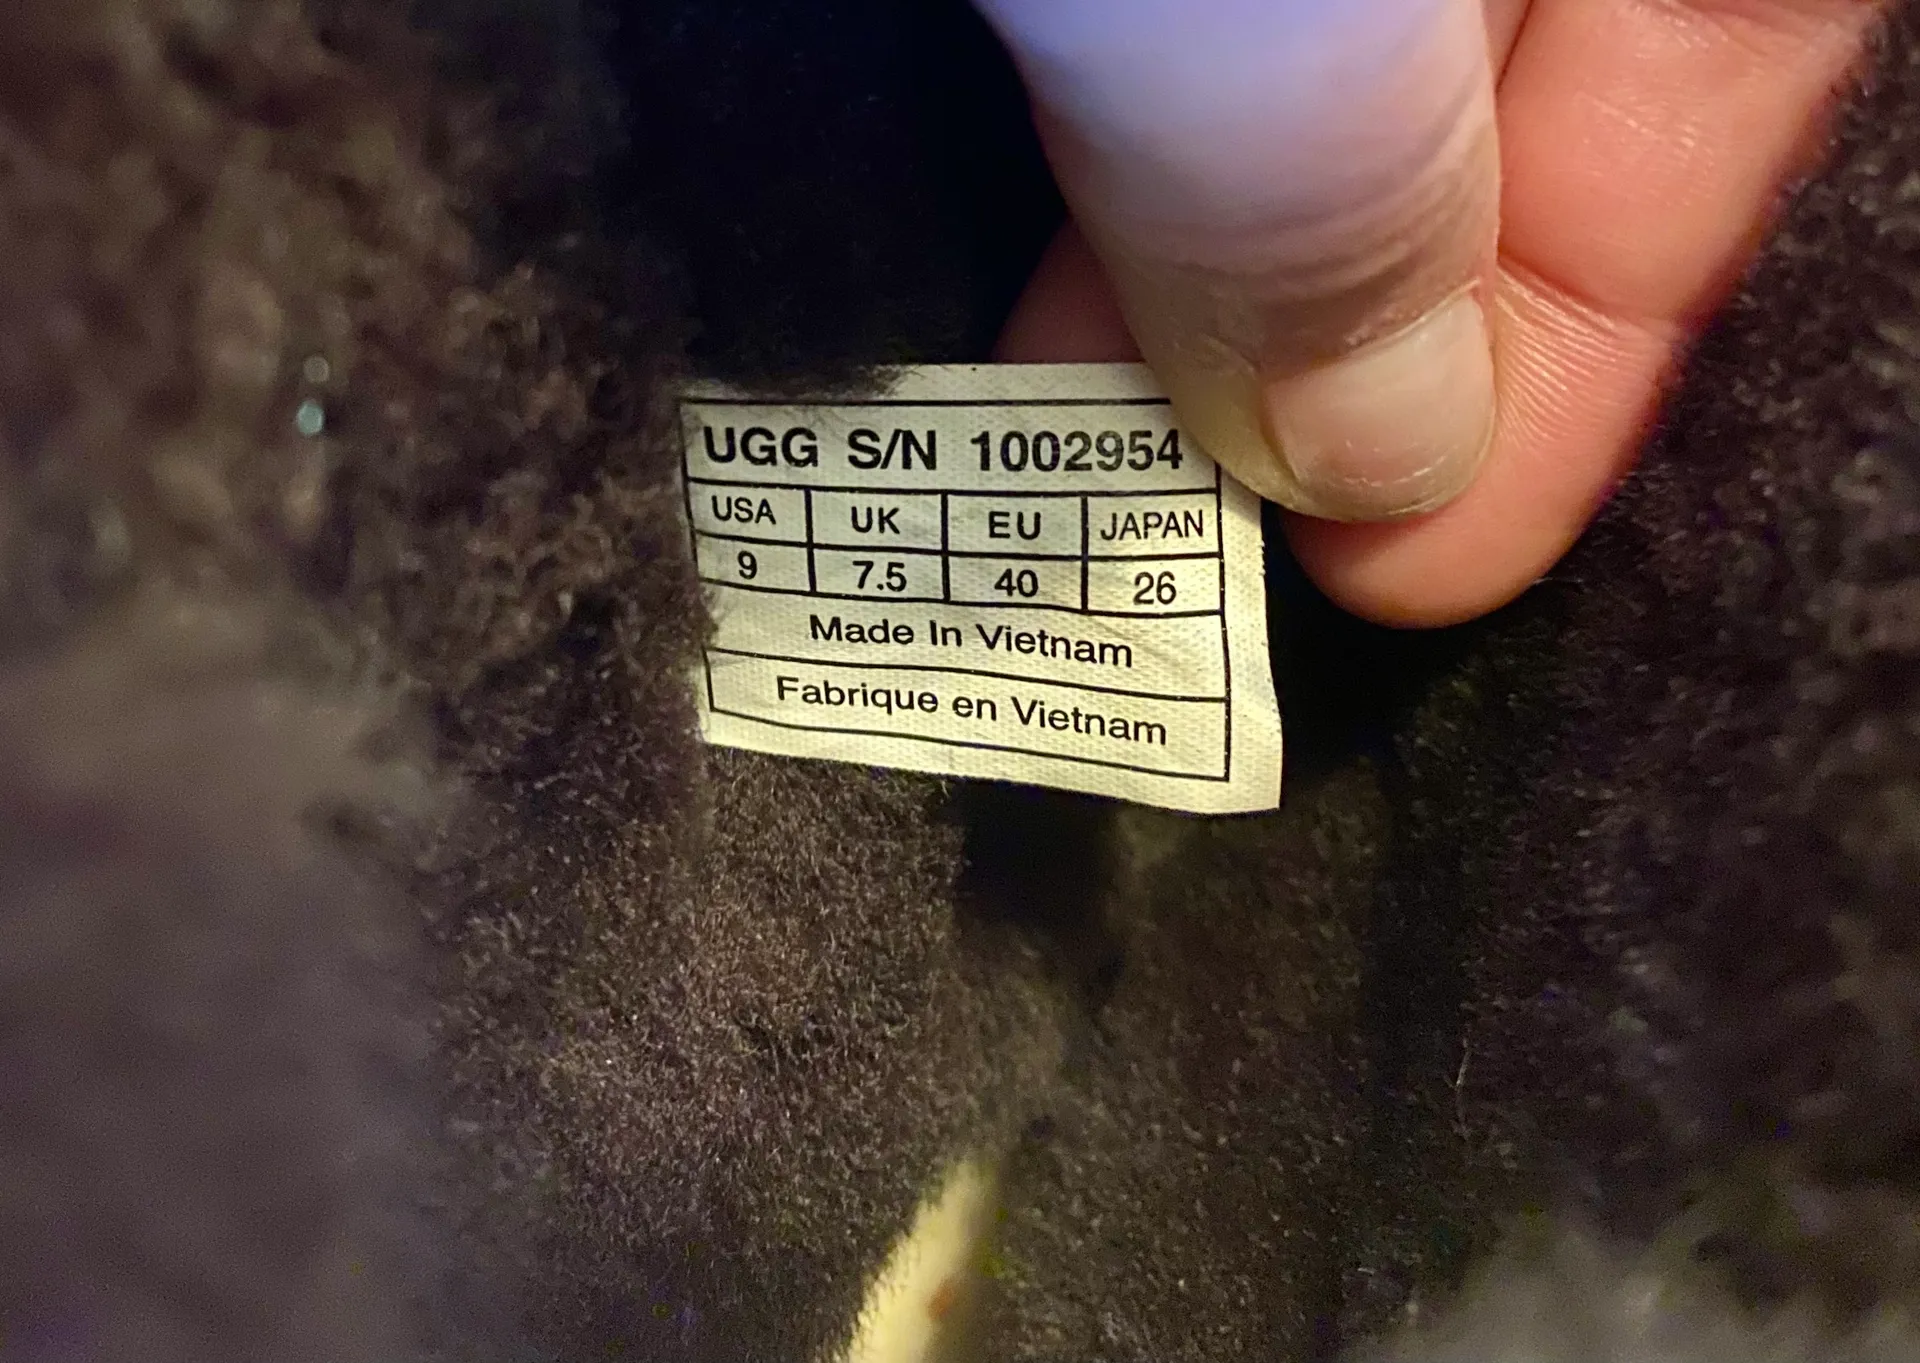 UGG S/N 1002954
USA UK EU JAPAN
9 7.5 40 26
Made In Vietnam
Fabrique en Vietnam